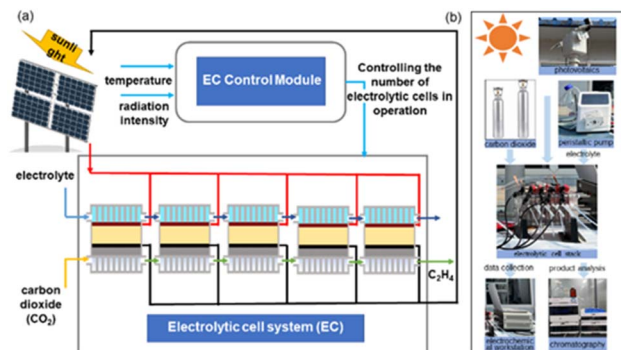 (a)
sunli
ght
temperature
radiation
intensity
EC Control Module
Controlling the
number of
electrolytic cells in
operation
electrolyte
carbon
dioxide
(CO₂)
C₂H₄
Electrolytic cell system (EC)
(b)
photovoltaics
carbon dioxide
peristaltic pump
electrolyte
electrolytic cell stack
data collection
product analysis
electrochemic
al workstation
chromatography